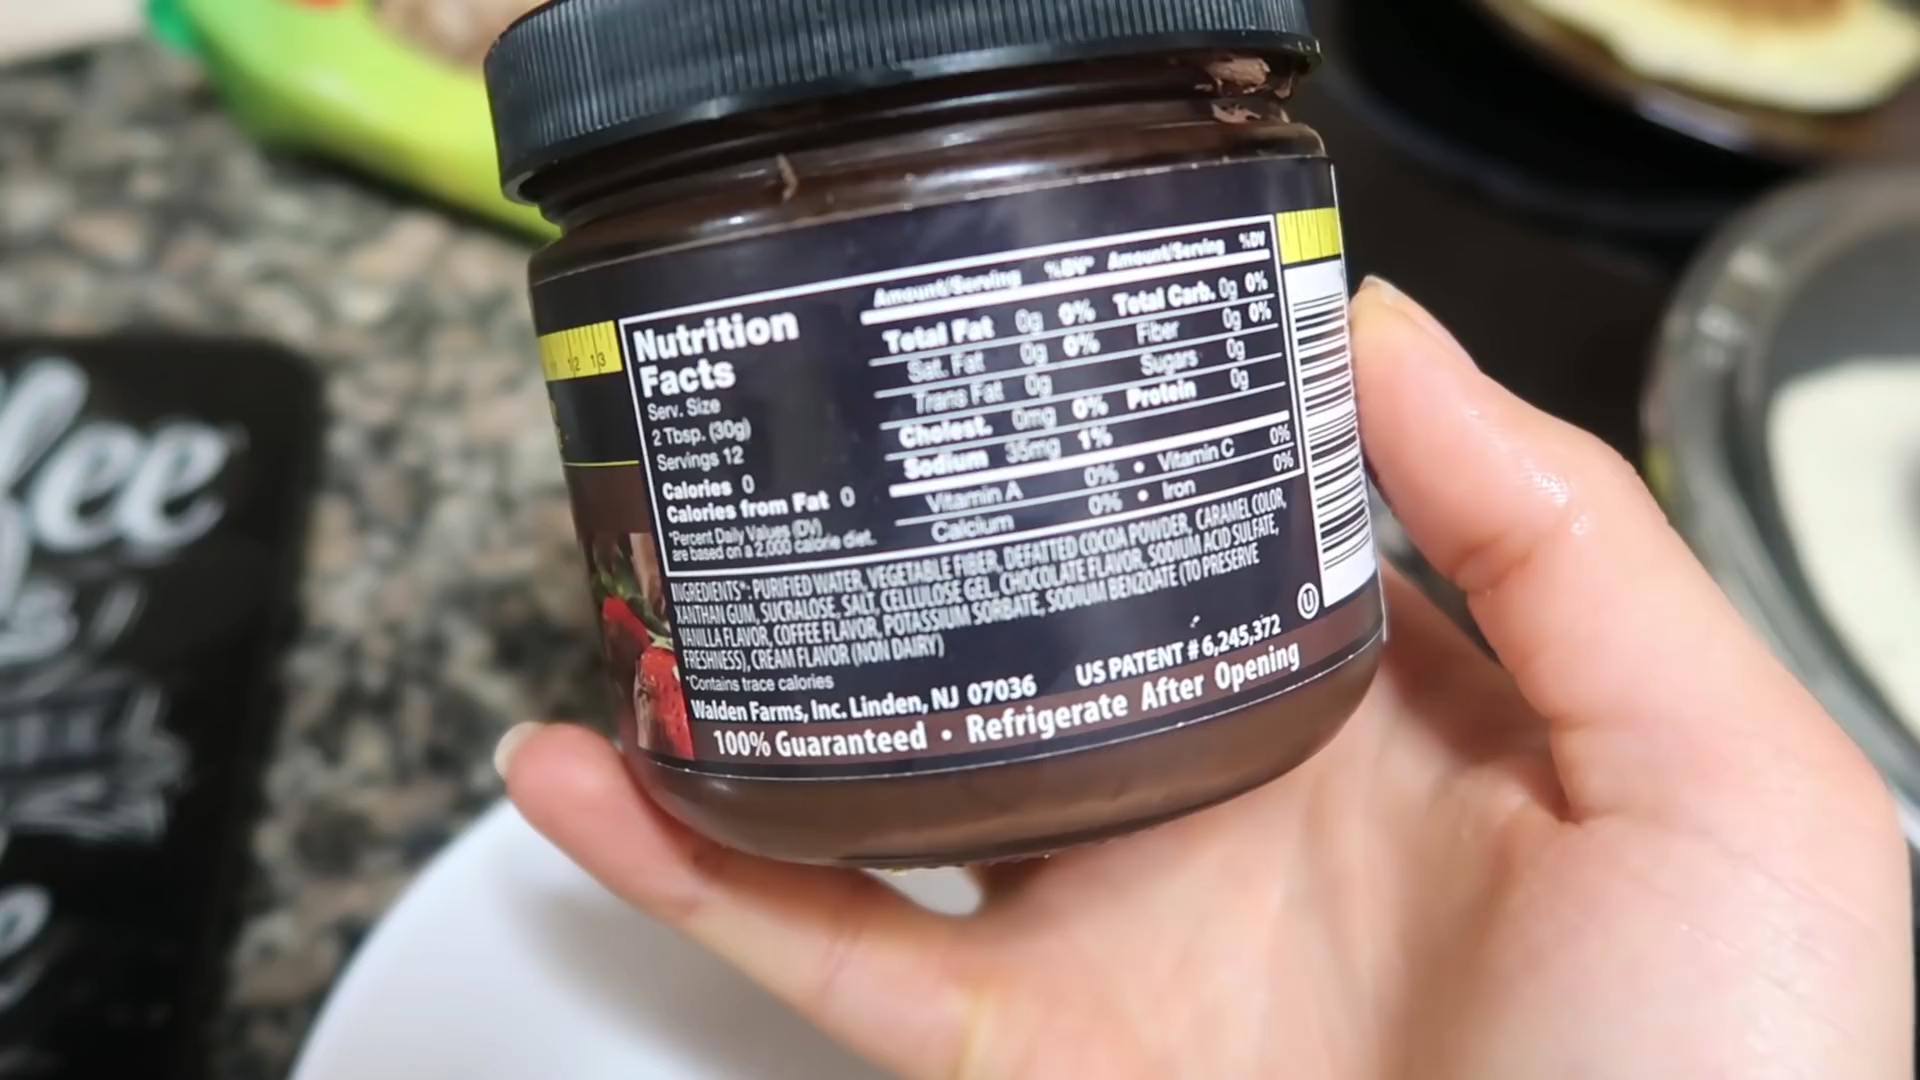 Nutrition
Facts
Serv. Size
2 Tbsp. (30g)
Servings 12
Calories 0
Calories from Fat 0
*Percent Daily Values (DV)
are based on a 2,000 calorie diet.
Amount/Serving %DV* Amount/Serving %DV
Total Fat 0g 0% Total Carb. 0g 0%
Sat. Fat 0g 0% Fiber 0g 0%
Trans Fat 0g Sugars 0g
Cholest. 0mg 0% Protein 0g
Sodium 35mg 1%
Vitamin A 0% • Vitamin C 0%
Calcium 0% • Iron 0%
INGREDIENTS*: PURIFIED WATER, VEGETABLE FIBER, DEFATTED COCOA POWDER, CARAMEL COLOR,
XANTHAN GUM, SUCRALOSE, SALT, CELLULOSE GEL, CHOCOLATE FLAVOR, SODIUM ACID SULFATE,
VANILLA FLAVOR, COFFEE FLAVOR, POTASSIUM SORBATE, SODIUM BENZOATE (TO PRESERVE
FRESHNESS), CREAM FLAVOR (NON DAIRY)
*Contains trace calories
Walden Farms, Inc. Linden, NJ 07036 US PATENT # 6,245,372
100% Guaranteed • Refrigerate After Opening
U
12 13
fee